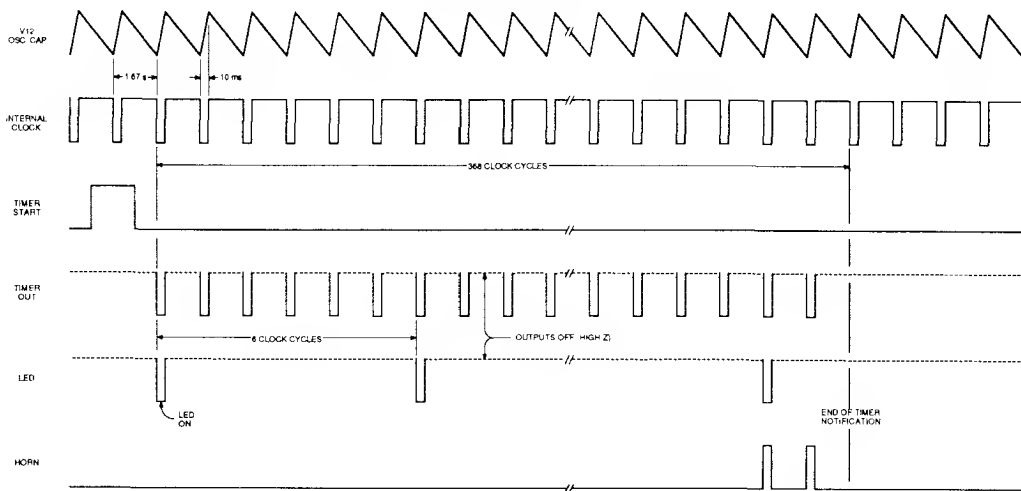 V12
OSC CAP
1.67 s
10 ms
INTERNAL
CLOCK
368 CLOCK CYCLES
TIMER
START
TIMER
OUT
6 CLOCK CYCLES
OUTPUTS OFF HIGH Z)
LED
LED
ON
END OF TIMER
NOTIFICATION
HORN